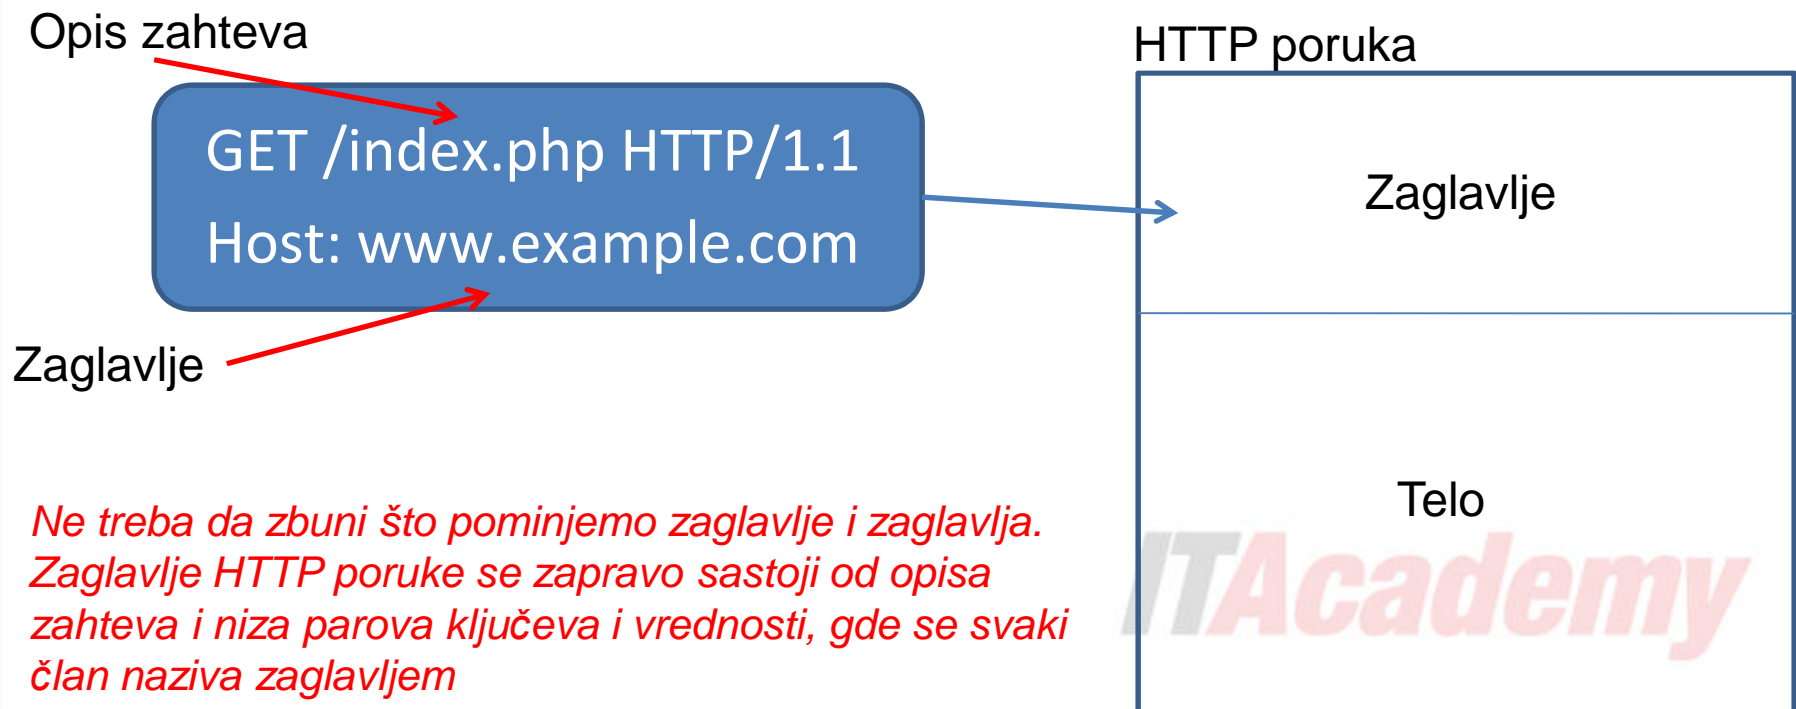 Opis zahteva
HTTP poruka
GET /index.php HTTP/1.1
Host: www.example.com
Zaglavlje
Zaglavlje
Telo
Ne treba da zbuni što pominjemo zaglavlje i zaglavlja.
Zaglavlje HTTP poruke se zapravo sastoji od opisa
zahteva i niza parova ključeva i vrednosti, gde se svaki
član naziva zaglavljem
ITAcademy